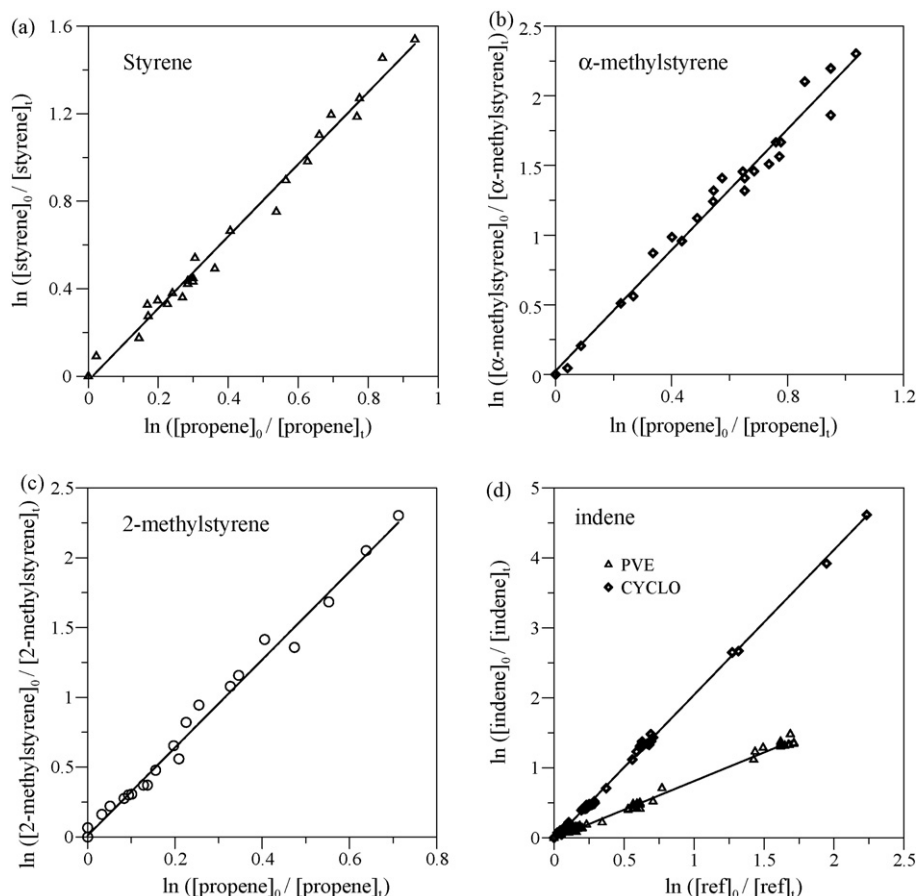 (a)
Styrene
ln ([styrene]₀ / [styrene]ₜ)
1.6
1.2
0.8
0.4
0
0 0.2 0.4 0.6 0.8 1
ln ([propene]₀ / [propene]ₜ)
(b)
α-methylstyrene
ln ([α-methylstyrene]₀ / [α-methylstyrene]ₜ)
2.5
2
1.5
1
0.5
0
0 0.4 0.8 1.2
ln ([propene]₀ / [propene]ₜ)
(c)
2-methylstyrene
ln ([2-methylstyrene]₀ / [2-methylstyrene]ₜ)
2.5
2
1.5
1
0.5
0
0 0.2 0.4 0.6 0.8
ln ([propene]₀ / [propene]ₜ)
(d)
indene
PVE
CYCLO
ln ([indene]₀ / [indene]ₜ)
5
4
3
2
1
0
0 0.5 1 1.5 2 2.5
ln ([ref]₀ / [ref]ₜ)